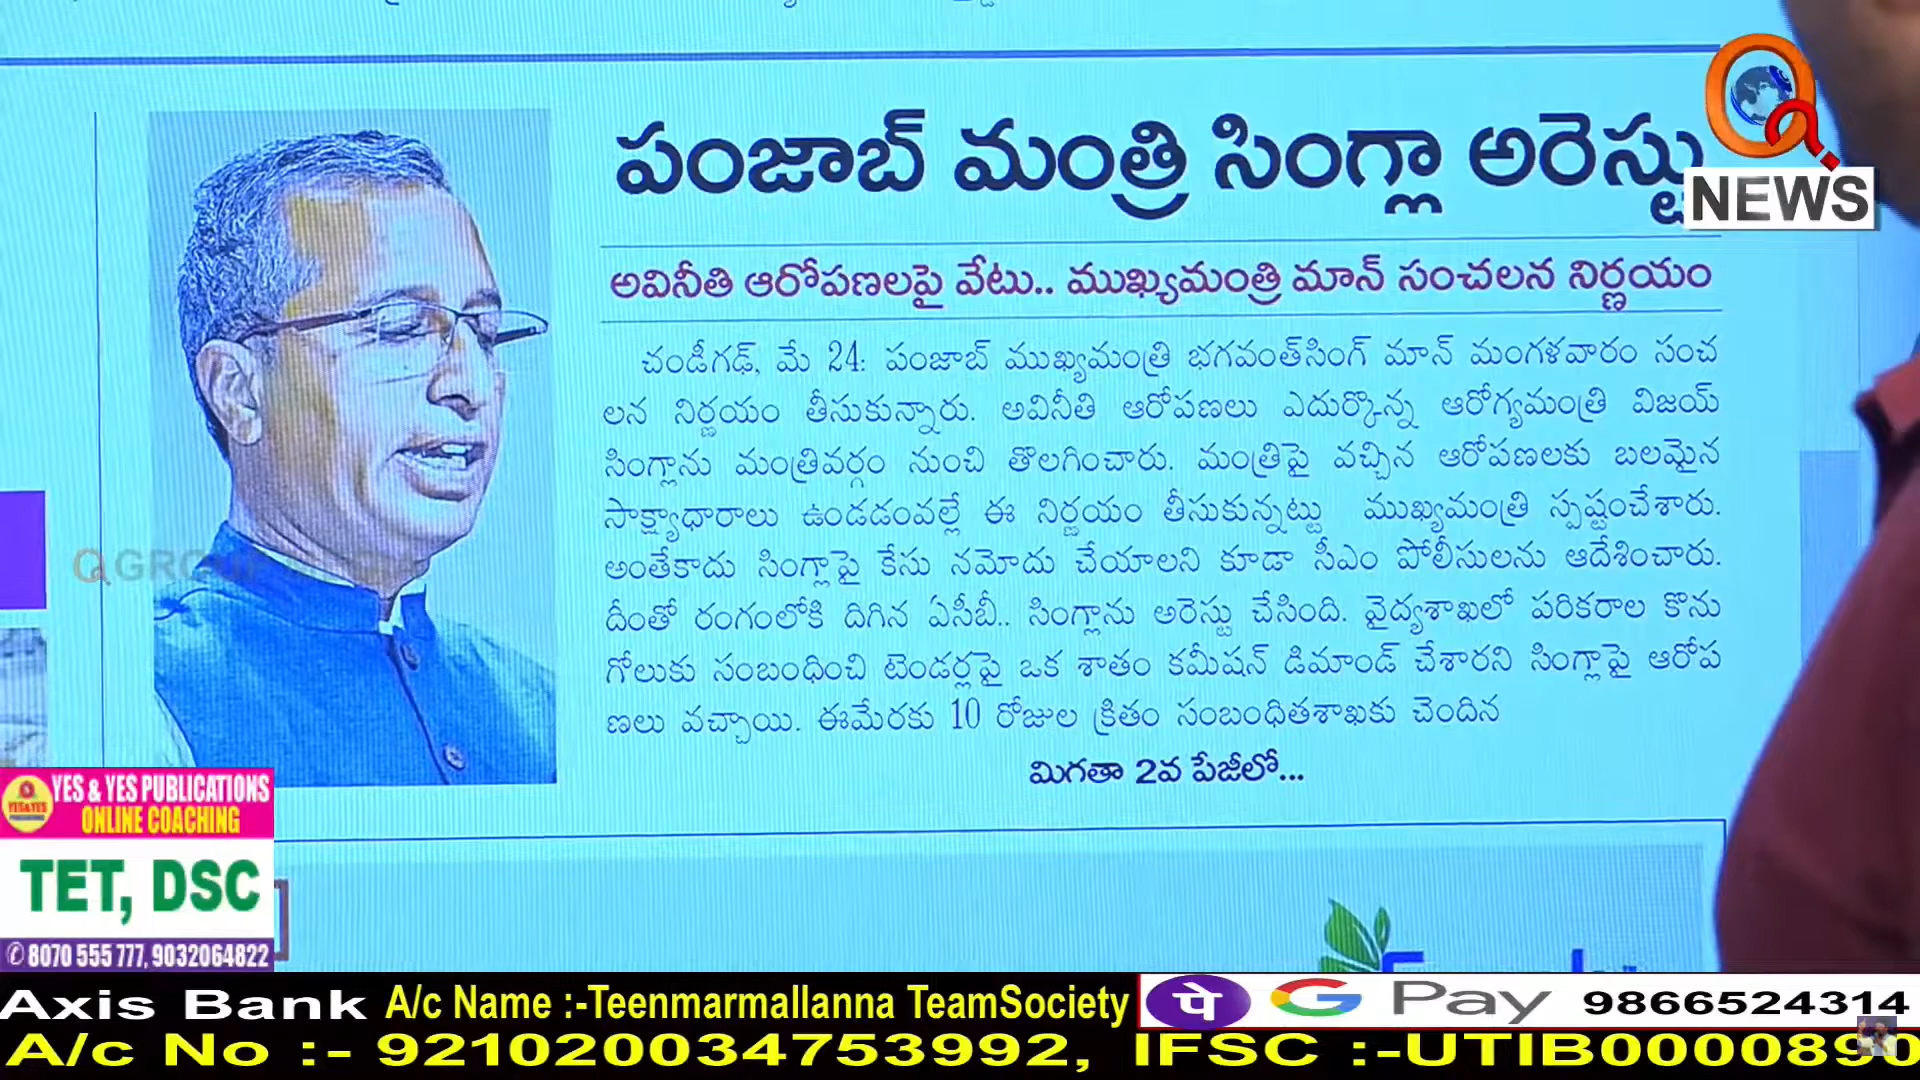 పంజాబ్ మంత్రి సింగ్లా అరెస్టు
NEWS
అవినీతి ఆరోపణలపై వేటు.. ముఖ్యమంత్రి మాన్ సంచలన నిర్ణయం
చండీగఢ్, మే 24: పంజాబ్ ముఖ్యమంత్రి భగవంత్‌సింగ్ మాన్ మంగళవారం సంచ
లన నిర్ణయం తీసుకున్నారు. అవినీతి ఆరోపణలు ఎదుర్కొన్న ఆరోగ్యమంత్రి విజయ్
సింగ్లాను మంత్రివర్గం నుంచి తొలగించారు. మంత్రిపై వచ్చిన ఆరోపణలకు బలమైన
సాక్ష్యాధారాలు ఉండడంవల్లే ఈ నిర్ణయం తీసుకున్నట్టు ముఖ్యమంత్రి స్పష్టంచేశారు.
అంతేకాదు సింగ్లాపై కేసు నమోదు చేయాలని కూడా సీఎం పోలీసులను ఆదేశించారు.
దీంతో రంగంలోకి దిగిన ఏసీబీ.. సింగ్లాను అరెస్టు చేసింది. వైద్యశాఖలో పరికరాల కొను
గోలుకు సంబంధించి టెండర్లపై ఒక శాతం కమీషన్ డిమాండ్ చేశారని సింగ్లాపై ఆరోప
ణలు వచ్చాయి. ఈమేరకు 10 రోజుల క్రితం సంబంధితశాఖకు చెందిన
మిగతా 2వ పేజీలో...
YES & YES PUBLICATIONS
ONLINE COACHING
TET, DSC
✆ 8070 555 777, 9032064822
Axis Bank A/c Name :-Teenmarmallanna TeamSociety
पे G Pay 9866524314
A/c No :- 921020034753992, IFSC :-UTIB0000890